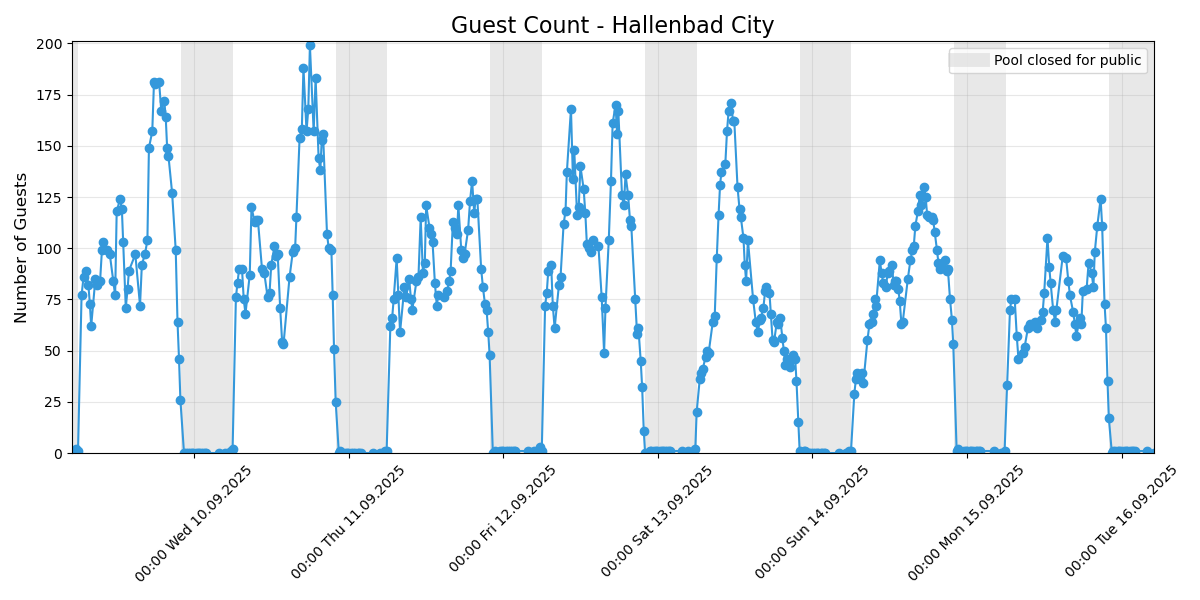 Guest Count - Hallenbad City
Number of Guests
200
175
150
125
100
75
50
25
0
Pool closed for public
00:00 Wed 10.09.2025
00:00 Thu 11.09.2025
00:00 Fri 12.09.2025
00:00 Sat 13.09.2025
00:00 Sun 14.09.2025
00:00 Mon 15.09.2025
00:00 Tue 16.09.2025